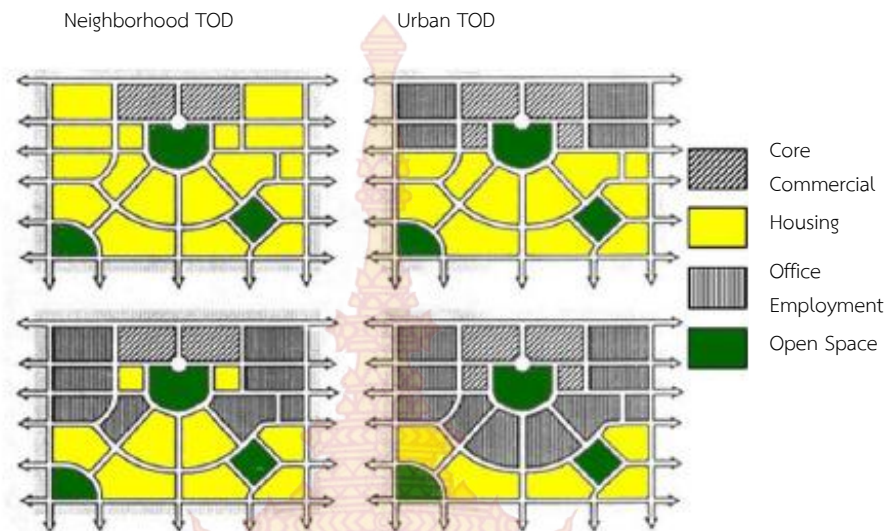 Neighborhood TOD
Urban TOD
Core
Commercial
Housing
Office
Employment
Open Space